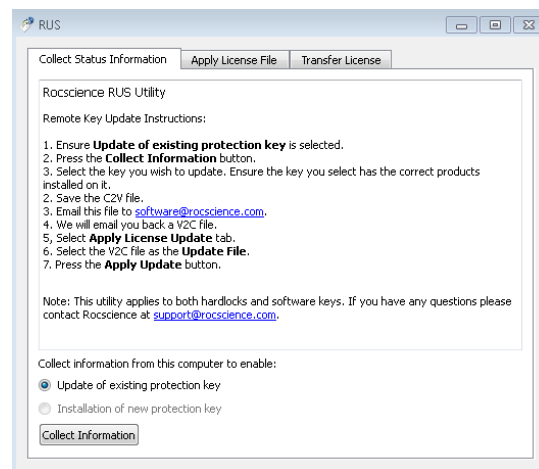 RUS
Collect Status Information Apply License File Transfer License
Rocscience RUS Utility
Remote Key Update Instructions:
1. Ensure Update of existing protection key is selected.
2. Press the Collect Information button.
3. Select the key you wish to update. Ensure the key you select has the correct products
installed on it.
2. Save the C2V file.
3. Email this file to software@rocscience.com.
4. We will email you back a V2C file.
5, Select Apply License Update tab.
6. Select the V2C file as the Update File.
7. Press the Apply Update button.
Note: This utility applies to both hardlocks and software keys. If you have any questions please
contact Rocscience at support@rocscience.com.
Collect information from this computer to enable:
Update of existing protection key
Installation of new protection key
Collect Information